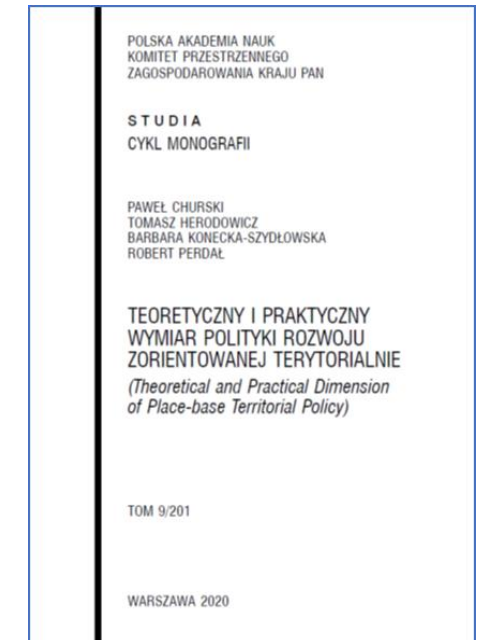 POLSKA AKADEMIA NAUK
KOMITET PRZESTRZENNEGO
ZAGOSPODAROWANIA KRAJU PAN
STUDIA
CYKL MONOGRAFII
PAWEŁ CHURSKI
TOMASZ HERODOWICZ
BARBARA KONECKA-SZYDŁOWSKA
ROBERT PERDAŁ
TEORETYCZNY I PRAKTYCZNY
WYMIAR POLITYKI ROZWOJU
ZORIENTOWANEJ TERYTORIALNIE
(Theoretical and Practical Dimension
of Place-base Territorial Policy)
TOM 9/201
WARSZAWA 2020